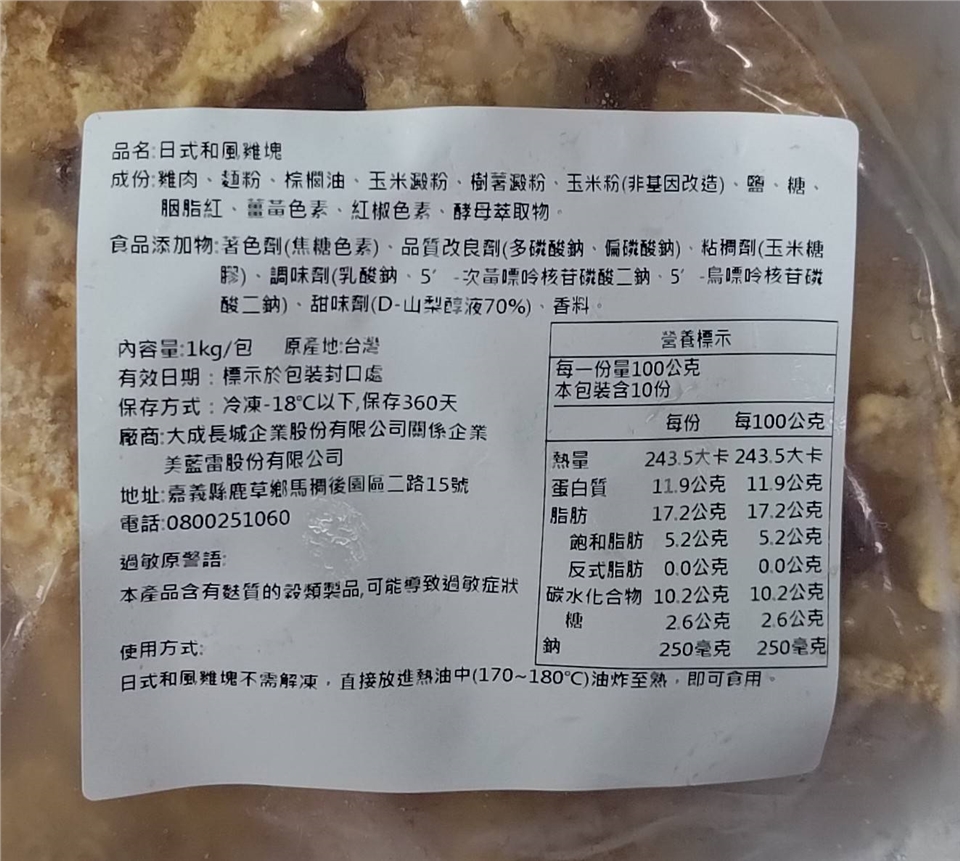 品名:日式和風雞塊
成份:雞肉、麵粉、棕櫚油、玉米澱粉、樹薯澱粉、玉米粉(非基因改造)、鹽、糖、
胭脂紅、薑黃色素、紅椒色素、酵母萃取物。
食品添加物:著色劑(焦糖色素)、品質改良劑(多磷酸鈉、偏磷酸鈉)、粘稠劑(玉米糖
膠)、調味劑(乳酸鈉、5′-次黃嘌呤核苷磷酸二鈉、5′-鳥嘌呤核苷磷
酸二鈉)、甜味劑(D-山梨醇液70%)、香料。
內容量:1kg/包 原產地:台灣
有效日期：標示於包裝封口處
保存方式：冷凍-18℃以下,保存360天
廠商:大成長城企業股份有限公司關係企業
美藍雷股份有限公司
地址:嘉義縣鹿草鄉馬稠後園區二路15號
電話:0800251060
過敏原警語:
本產品含有麩質的穀類製品,可能導致過敏症狀
使用方式:
日式和風雞塊不需解凍，直接放進熱油中(170~180℃)油炸至熟，即可食用。
營養標示
每一份量100公克
本包裝含10份
每份 每100公克
熱量 243.5大卡 243.5大卡
蛋白質 11.9公克 11.9公克
脂肪 17.2公克 17.2公克
飽和脂肪 5.2公克 5.2公克
反式脂肪 0.0公克 0.0公克
碳水化合物 10.2公克 10.2公克
糖 2.6公克 2.6公克
鈉 250毫克 250毫克